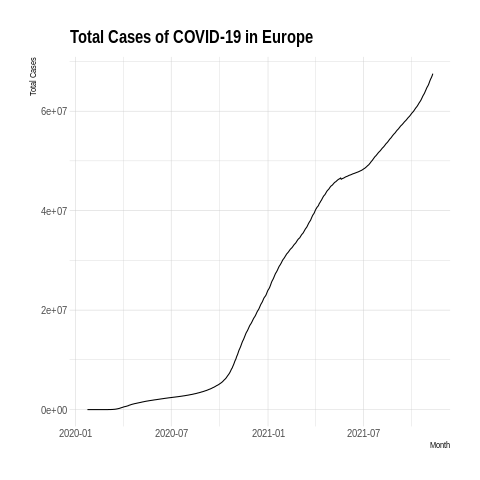 Total Cases of COVID-19 in Europe
Total Cases
6e+07
4e+07
2e+07
0e+00
2020-01 2020-07 2021-01 2021-07
Month